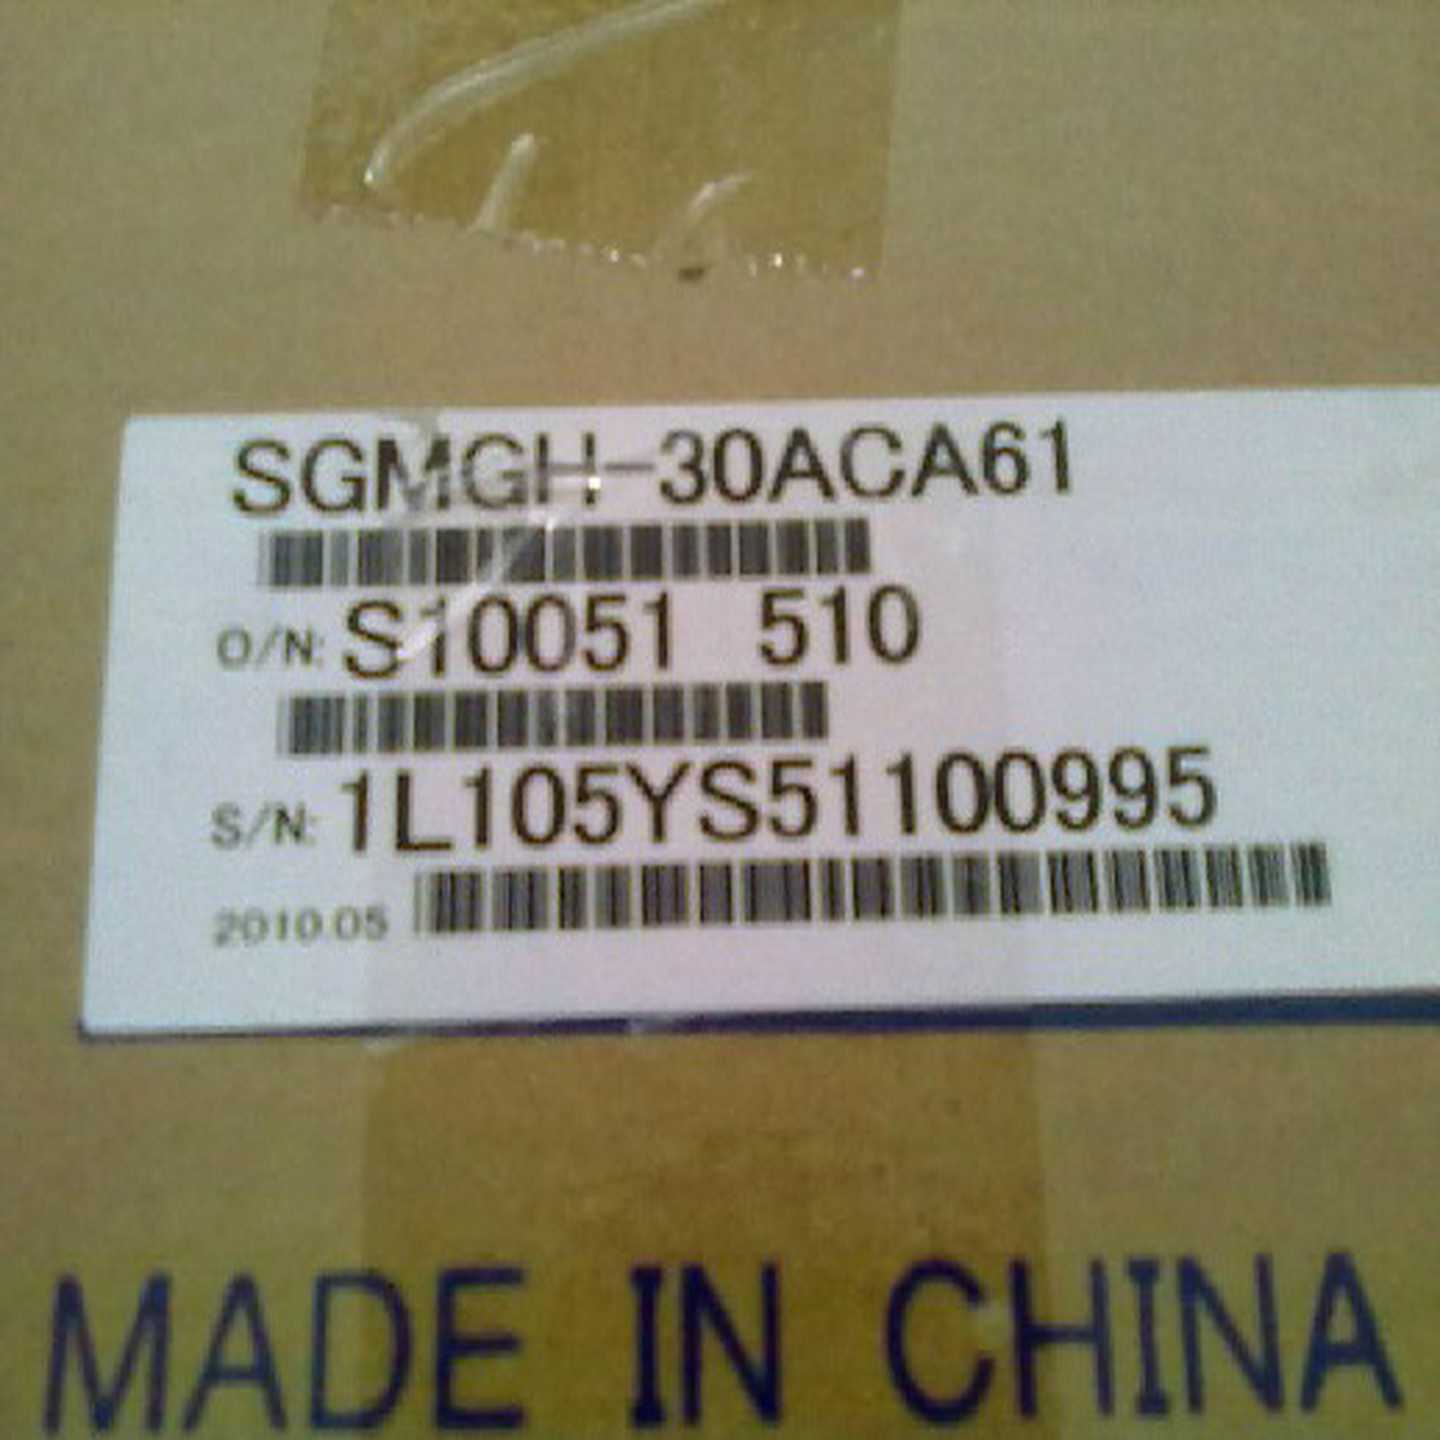 SGMGH-30ACA61
O/N: S10051 510
S/N: 1L105YS51100995
2010.05
MADE IN CHINA